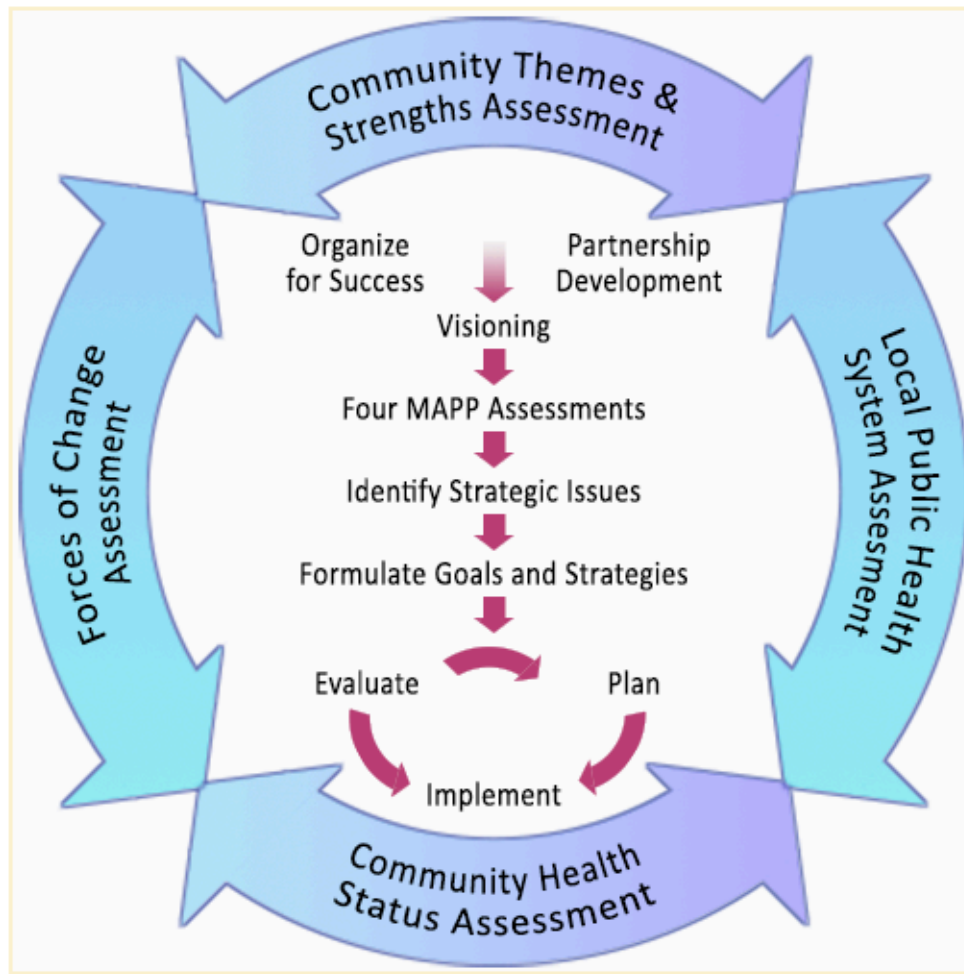 Community Themes &
Strengths Assessment
Organize
for Success
Partnership
Development
Visioning
Four MAPP Assessments
Identify Strategic Issues
Formulate Goals and Strategies
Evaluate
Plan
Implement
Forces of Change
Assessment
Local Public Health
System Assesment
Community Health
Status Assessment